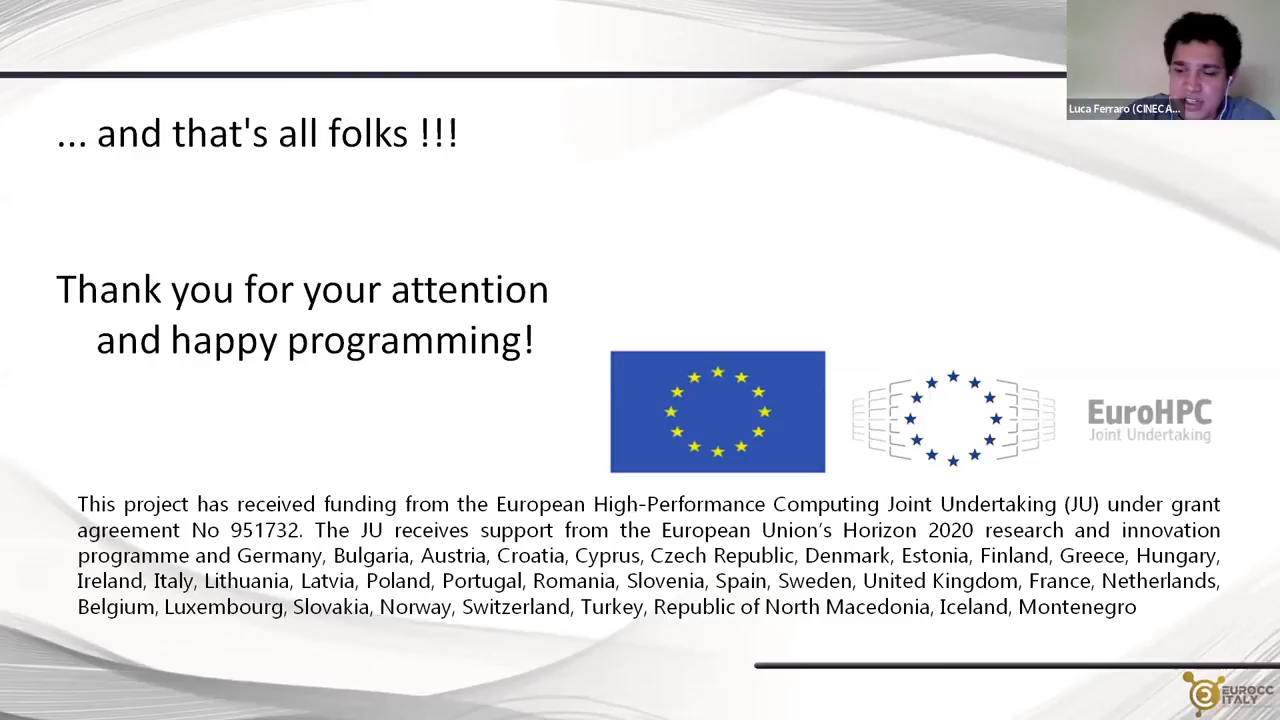 Luca Ferraro (CINECA...
... and that's all folks !!!
Thank you for your attention
and happy programming!
EuroHPC
Joint Undertaking
This project has received funding from the European High-Performance Computing Joint Undertaking (JU) under grant
agreement No 951732. The JU receives support from the European Union’s Horizon 2020 research and innovation
programme and Germany, Bulgaria, Austria, Croatia, Cyprus, Czech Republic, Denmark, Estonia, Finland, Greece, Hungary,
Ireland, Italy, Lithuania, Latvia, Poland, Portugal, Romania, Slovenia, Spain, Sweden, United Kingdom, France, Netherlands,
Belgium, Luxembourg, Slovakia, Norway, Switzerland, Turkey, Republic of North Macedonia, Iceland, Montenegro
EUROCC
ITALY